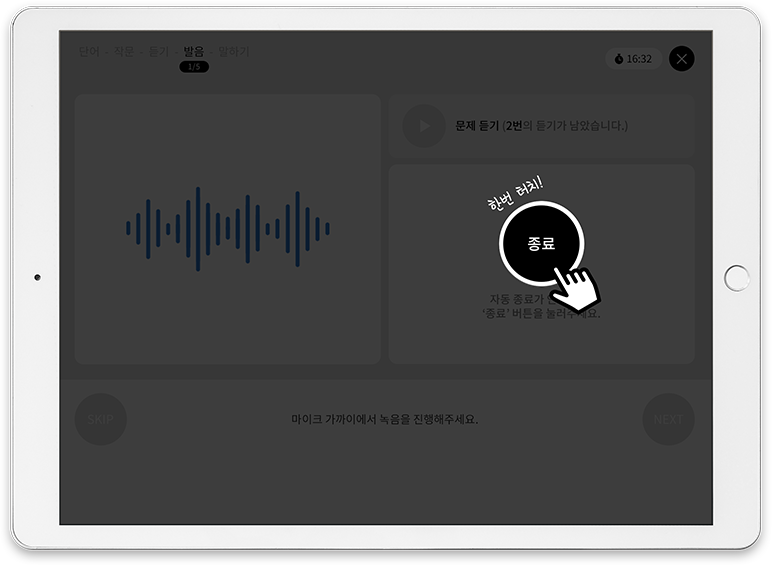 단어 · 작문 · 듣기 · 발음 · 말하기
1/5
16:32
문제 듣기 (2번의 듣기가 남았습니다.)
한번 터치!
종료
자동 종료가
‘종료’ 버튼을 눌러주세요.
SKIP
마이크 가까이에서 녹음을 진행해주세요.
NEXT